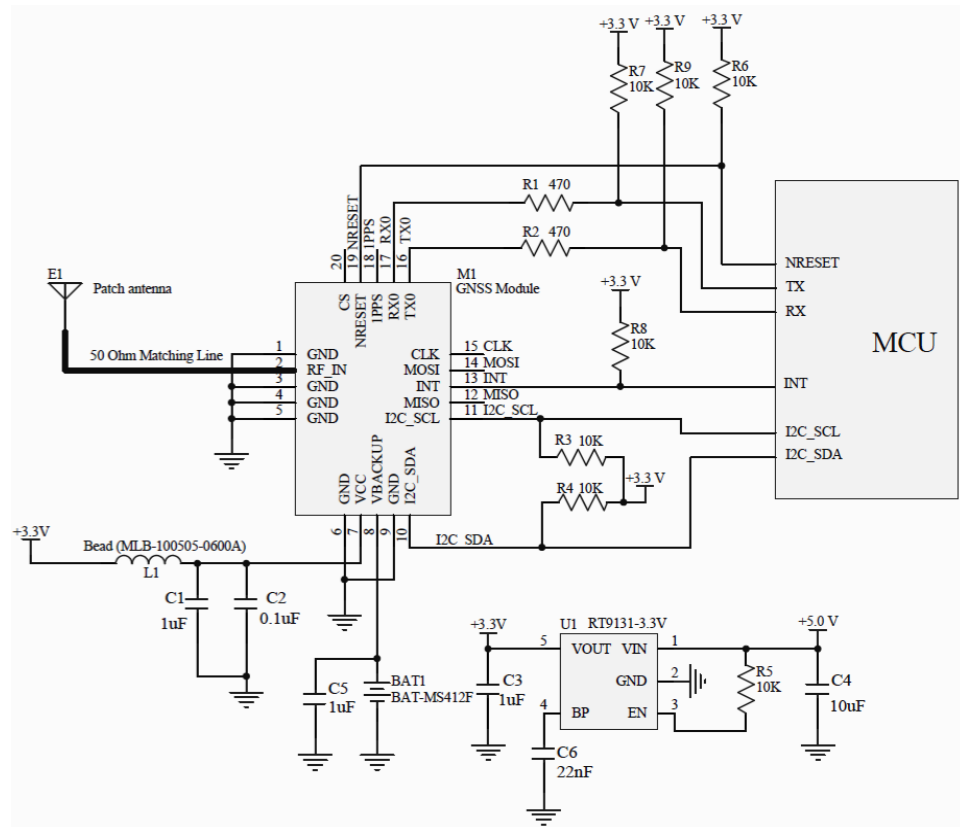 +3.3 V
+3.3 V
+3.3 V
R7
10K
R9
10K
R6
10K
R1 470
R2 470
20
19 NRESET
18 1PPS
17 RX0
16 TX0
E1
Patch antenna
M1
GNSS Module
CS
NRESET
1PPS
RX0
TX0
NRESET
TX
RX
MCU
INT
I2C_SCL
I2C_SDA
+3.3 V
R8
10K
50 Ohm Matching Line
1
GND
2
RF_IN
3
GND
4
GND
5
GND
CLK
15 CLK
MOSI
14 MOSI
INT
13 INT
MISO
12 MISO
I2C_SCL
11 I2C_SCL
R3 10K
R4 10K
+3.3 V
GND
VCC
VBACKUP
GND
I2C_SDA
6
7
8
9
10
I2C_SDA
+3.3V
Bead (MLB-100505-0600A)
L1
C1
1uF
C2
0.1uF
C5
1uF
BAT1
BAT-MS412F
+3.3V
U1 RT9131-3.3V
+5.0 V
5
VOUT
VIN
1
GND
2
4
BP
EN
3
R5
10K
C3
1uF
C4
10uF
C6
22nF